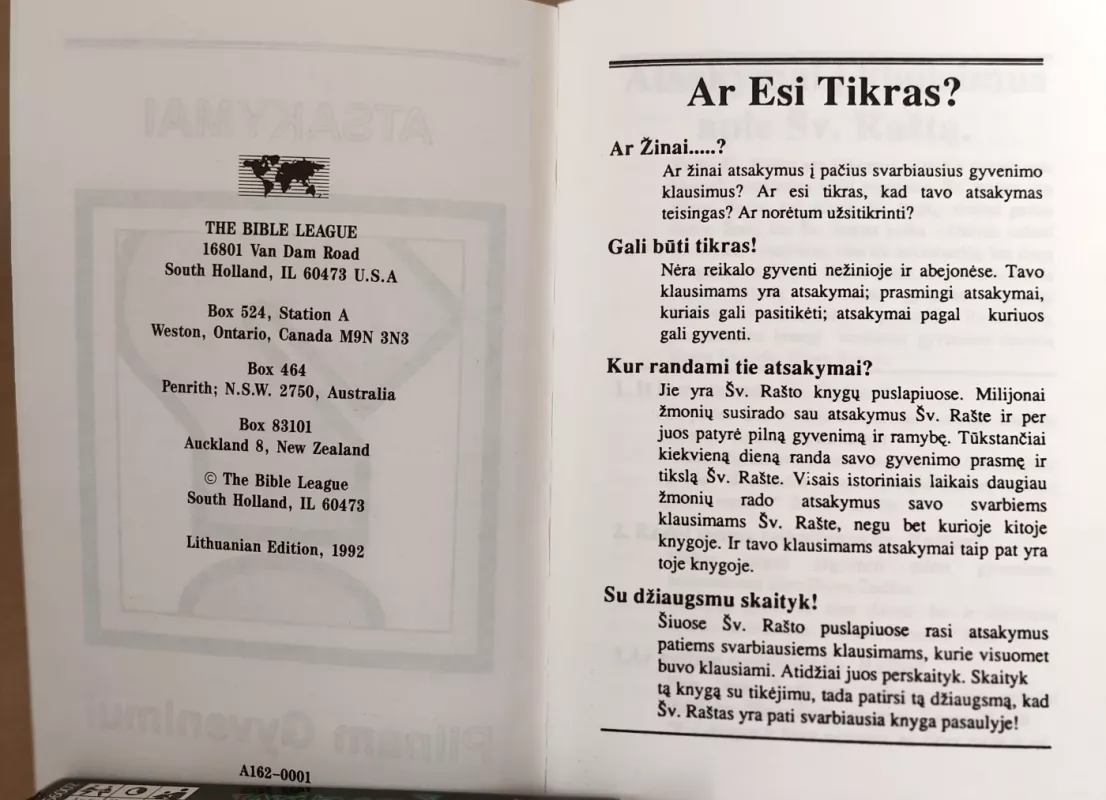 THE BIBLE LEAGUE
16801 Van Dam Road
South Holland, IL 60473 U.S.A
Box 524, Station A
Weston, Ontario, Canada M9N 3N3
Box 464
Penrith; N.S.W. 2750, Australia
Box 83101
Auckland 8, New Zealand
© The Bible League
South Holland, IL 60473
Lithuanian Edition, 1992
A162-0001
Ar Esi Tikras?
Ar Žinai.....?
Ar žinai atsakymus į pačius svarbiausius gyvenimo
klausimus? Ar esi tikras, kad tavo atsakymas
teisingas? Ar norėtum užsitikrinti?
Gali būti tikras!
Nėra reikalo gyventi nežinioje ir abejonėse. Tavo
klausimams yra atsakymai; prasmingi atsakymai,
kuriais gali pasitikėti; atsakymai pagal kuriuos
gali gyventi.
Kur randami tie atsakymai?
Jie yra Šv. Rašto knygų puslapiuose. Milijonai
žmonių susirado sau atsakymus Šv. Rašte ir per
juos patyrė pilną gyvenimą ir ramybę. Tūkstančiai
kiekvieną dieną randa savo gyvenimo prasmę ir
tikslą Šv. Rašte. Visais istoriniais laikais daugiau
žmonių rado atsakymus savo svarbiems
klausimams Šv. Rašte, negu bet kurioje kitoje
knygoje. Ir tavo klausimams atsakymai taip pat yra
toje knygoje.
Su džiaugsmu skaityk!
Šiuose Šv. Rašto puslapiuose rasi atsakymus
patiems svarbiausiems klausimams, kurie visuomet
buvo klausiami. Atidžiai juos perskaityk. Skaityk
tą knygą su tikėjimu, tada patirsi tą džiaugsmą, kad
Šv. Raštas yra pati svarbiausia knyga pasaulyje!